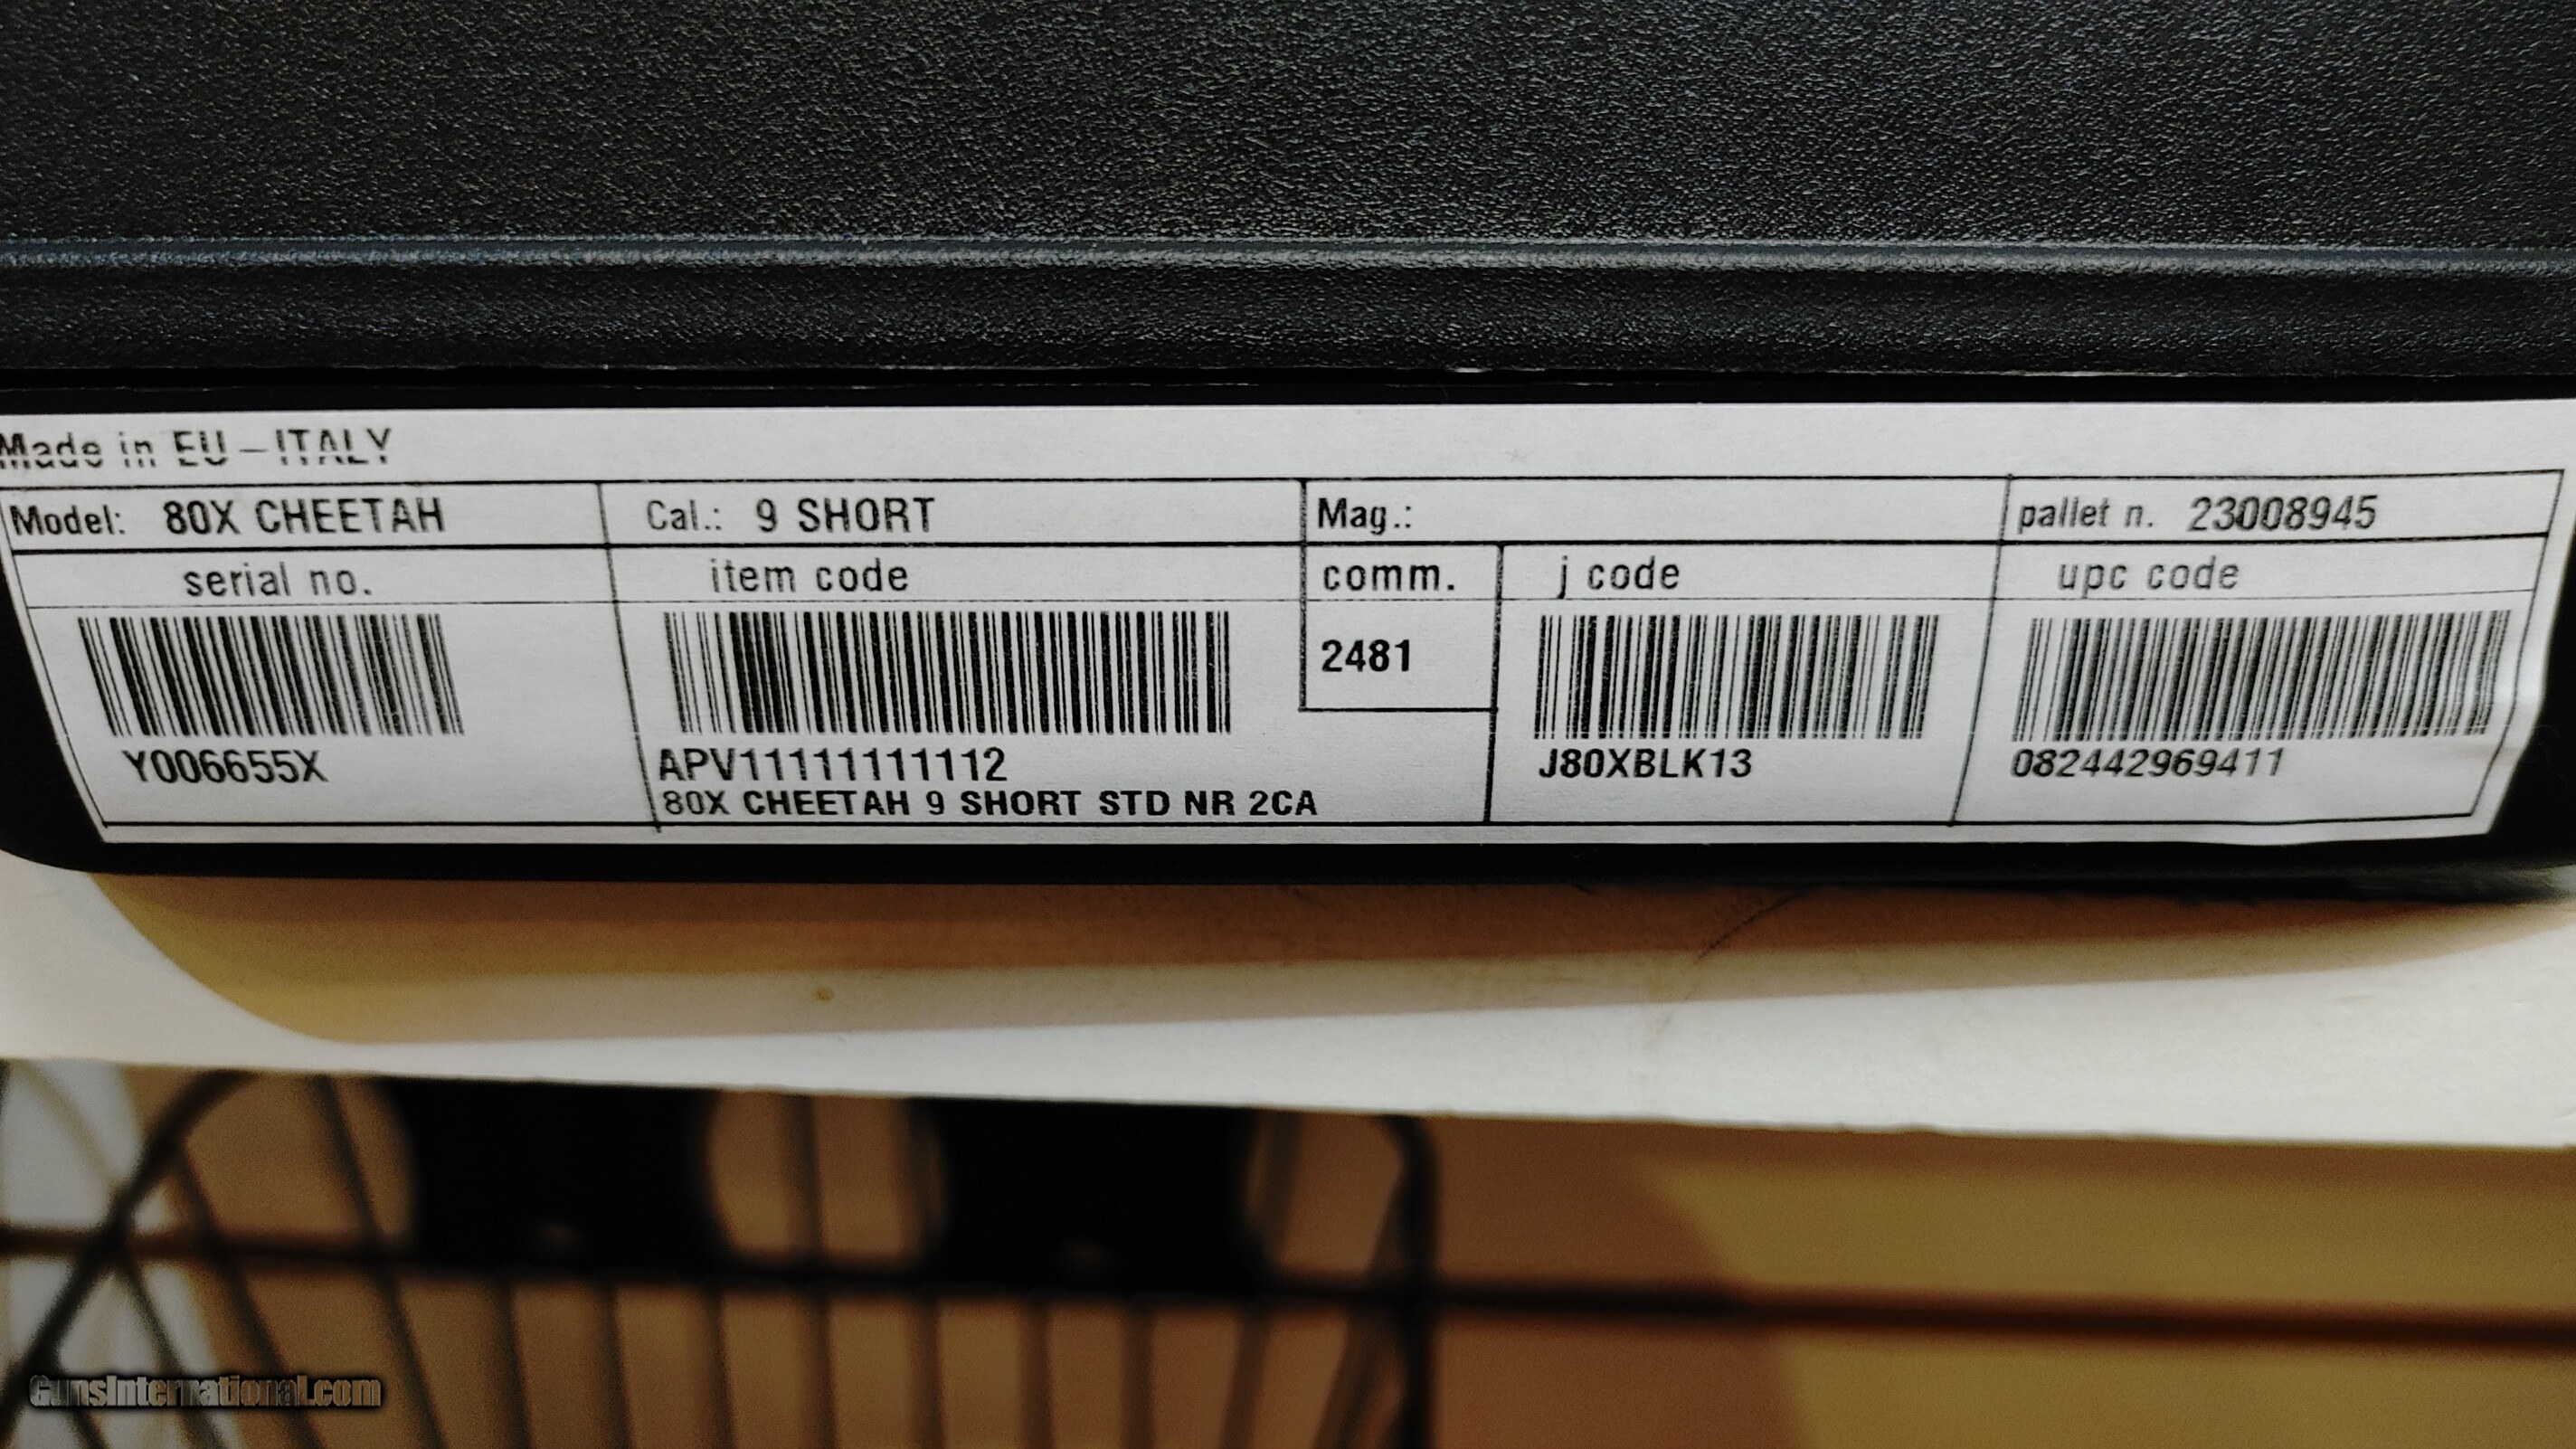 Made in EU-ITALY
Model: 80X CHEETAH Cal.: 9 SHORT Mag.: pallet n. 23008945
serial no. item code comm. j code upc code
2481
Y006655X APV11111111112 J80XBLK13 082442969411
80X CHEETAH 9 SHORT STD NR 2CA
GunsInternational.com